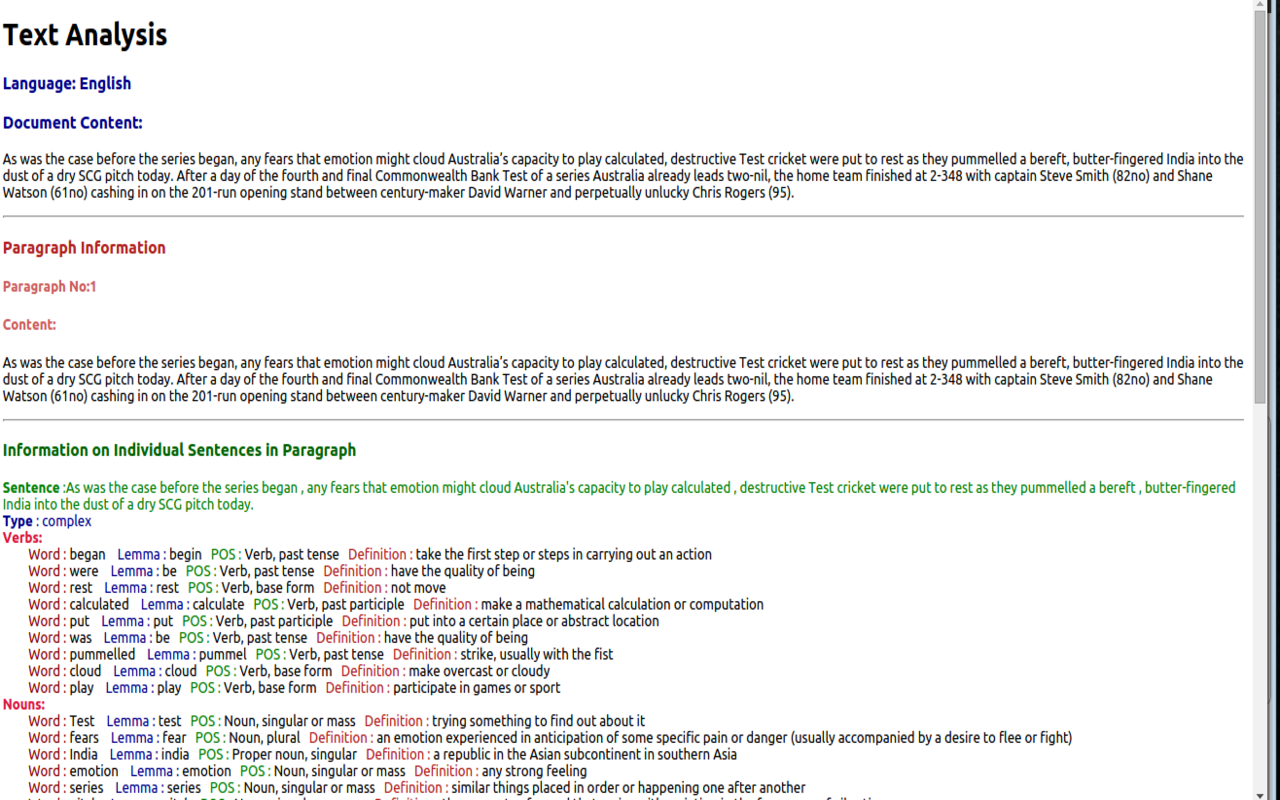 Text Analysis
Language: English
Document Content:
As was the case before the series began, any fears that emotion might cloud Australia's capacity to play calculated, destructive Test cricket were put to rest as they pummelled a bereft, butter-fingered India into the
dust of a dry SCG pitch today. After a day of the fourth and final Commonwealth Bank Test of a series Australia already leads two-nil, the home team finished at 2-348 with captain Steve Smith (82no) and Shane
Watson (61no) cashing in on the 201-run opening stand between century-maker David Warner and perpetually unlucky Chris Rogers (95).
Paragraph Information
Paragraph No:1
Content:
As was the case before the series began, any fears that emotion might cloud Australia's capacity to play calculated, destructive Test cricket were put to rest as they pummelled a bereft, butter-fingered India into the
dust of a dry SCG pitch today. After a day of the fourth and final Commonwealth Bank Test of a series Australia already leads two-nil, the home team finished at 2-348 with captain Steve Smith (82no) and Shane
Watson (61no) cashing in on the 201-run opening stand between century-maker David Warner and perpetually unlucky Chris Rogers (95).
Information on Individual Sentences in Paragraph
Sentence :As was the case before the series began , any fears that emotion might cloud Australia's capacity to play calculated , destructive Test cricket were put to rest as they pummelled a bereft , butter-fingered
India into the dust of a dry SCG pitch today.
Type : complex
Verbs:
Word : began Lemma : begin POS : Verb, past tense Definition : take the first step or steps in carrying out an action
Word : were Lemma : be POS : Verb, past tense Definition : have the quality of being
Word : rest Lemma : rest POS : Verb, base form Definition : not move
Word : calculated Lemma : calculate POS : Verb, past participle Definition : make a mathematical calculation or computation
Word : put Lemma : put POS : Verb, past participle Definition : put into a certain place or abstract location
Word : was Lemma : be POS : Verb, past tense Definition : have the quality of being
Word : pummelled Lemma : pummel POS : Verb, past tense Definition : strike, usually with the fist
Word : cloud Lemma : cloud POS : Verb, base form Definition : make overcast or cloudy
Word : play Lemma : play POS : Verb, base form Definition : participate in games or sport
Nouns:
Word : Test Lemma : test POS : Noun, singular or mass Definition : trying something to find out about it
Word : fears Lemma : fear POS : Noun, plural Definition : an emotion experienced in anticipation of some specific pain or danger (usually accompanied by a desire to flee or fight)
Word : India Lemma : india POS : Proper noun, singular Definition : a republic in the Asian subcontinent in southern Asia
Word : emotion Lemma : emotion POS : Noun, singular or mass Definition : any strong feeling
Word : series Lemma : series POS : Noun, singular or mass Definition : similar things placed in order or happening one after another